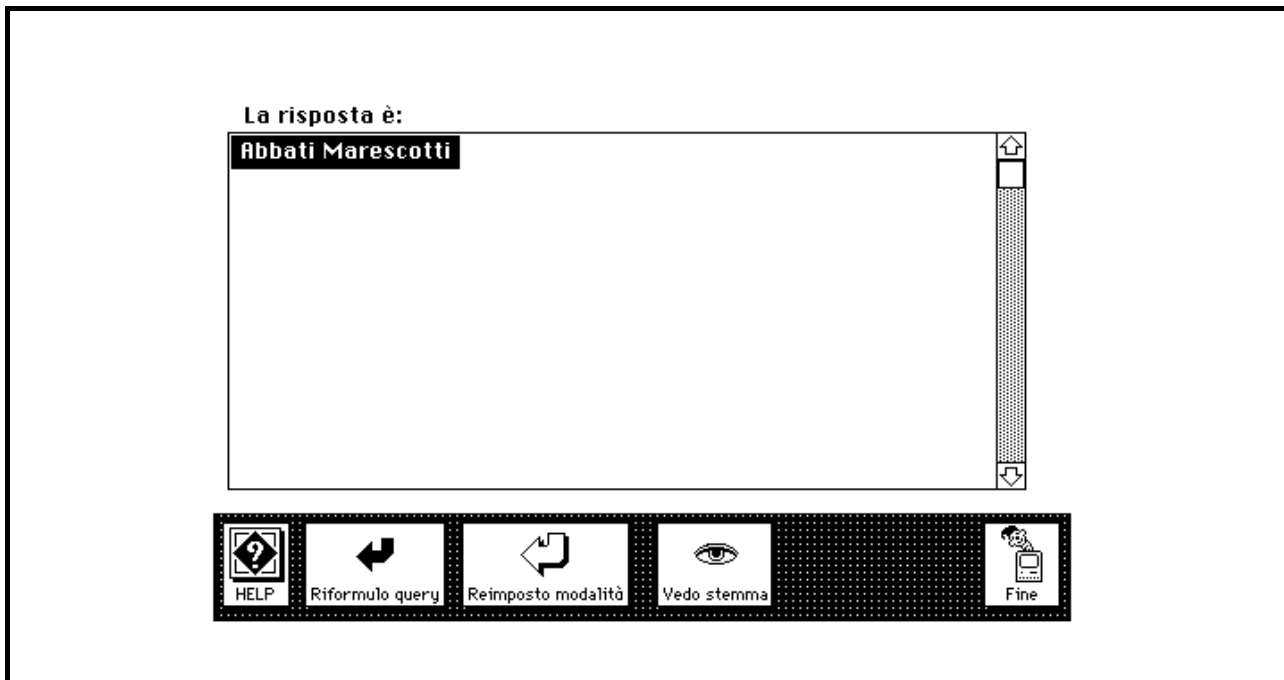 La risposta è:
Abbati Marescotti
?
HELP
Riformulo query
Reimposto modalità
Vedo stemma
Fine